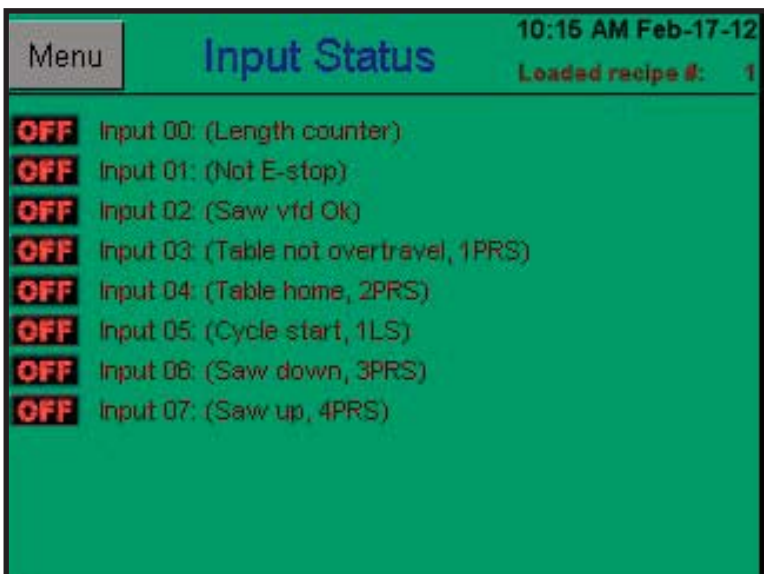 Menu
Input Status
10:15 AM Feb-17-12
Loaded recipe #: 1
OFF Input 00: (Length counter)
OFF Input 01: (Not E-stop)
OFF Input 02: (Saw vfd Ok)
OFF Input 03: (Table not overtravel, 1PRS)
OFF Input 04: (Table home, 2PRS)
OFF Input 05: (Cycle start, 1LS)
OFF Input 06: (Saw down, 3PRS)
OFF Input 07: (Saw up, 4PRS)